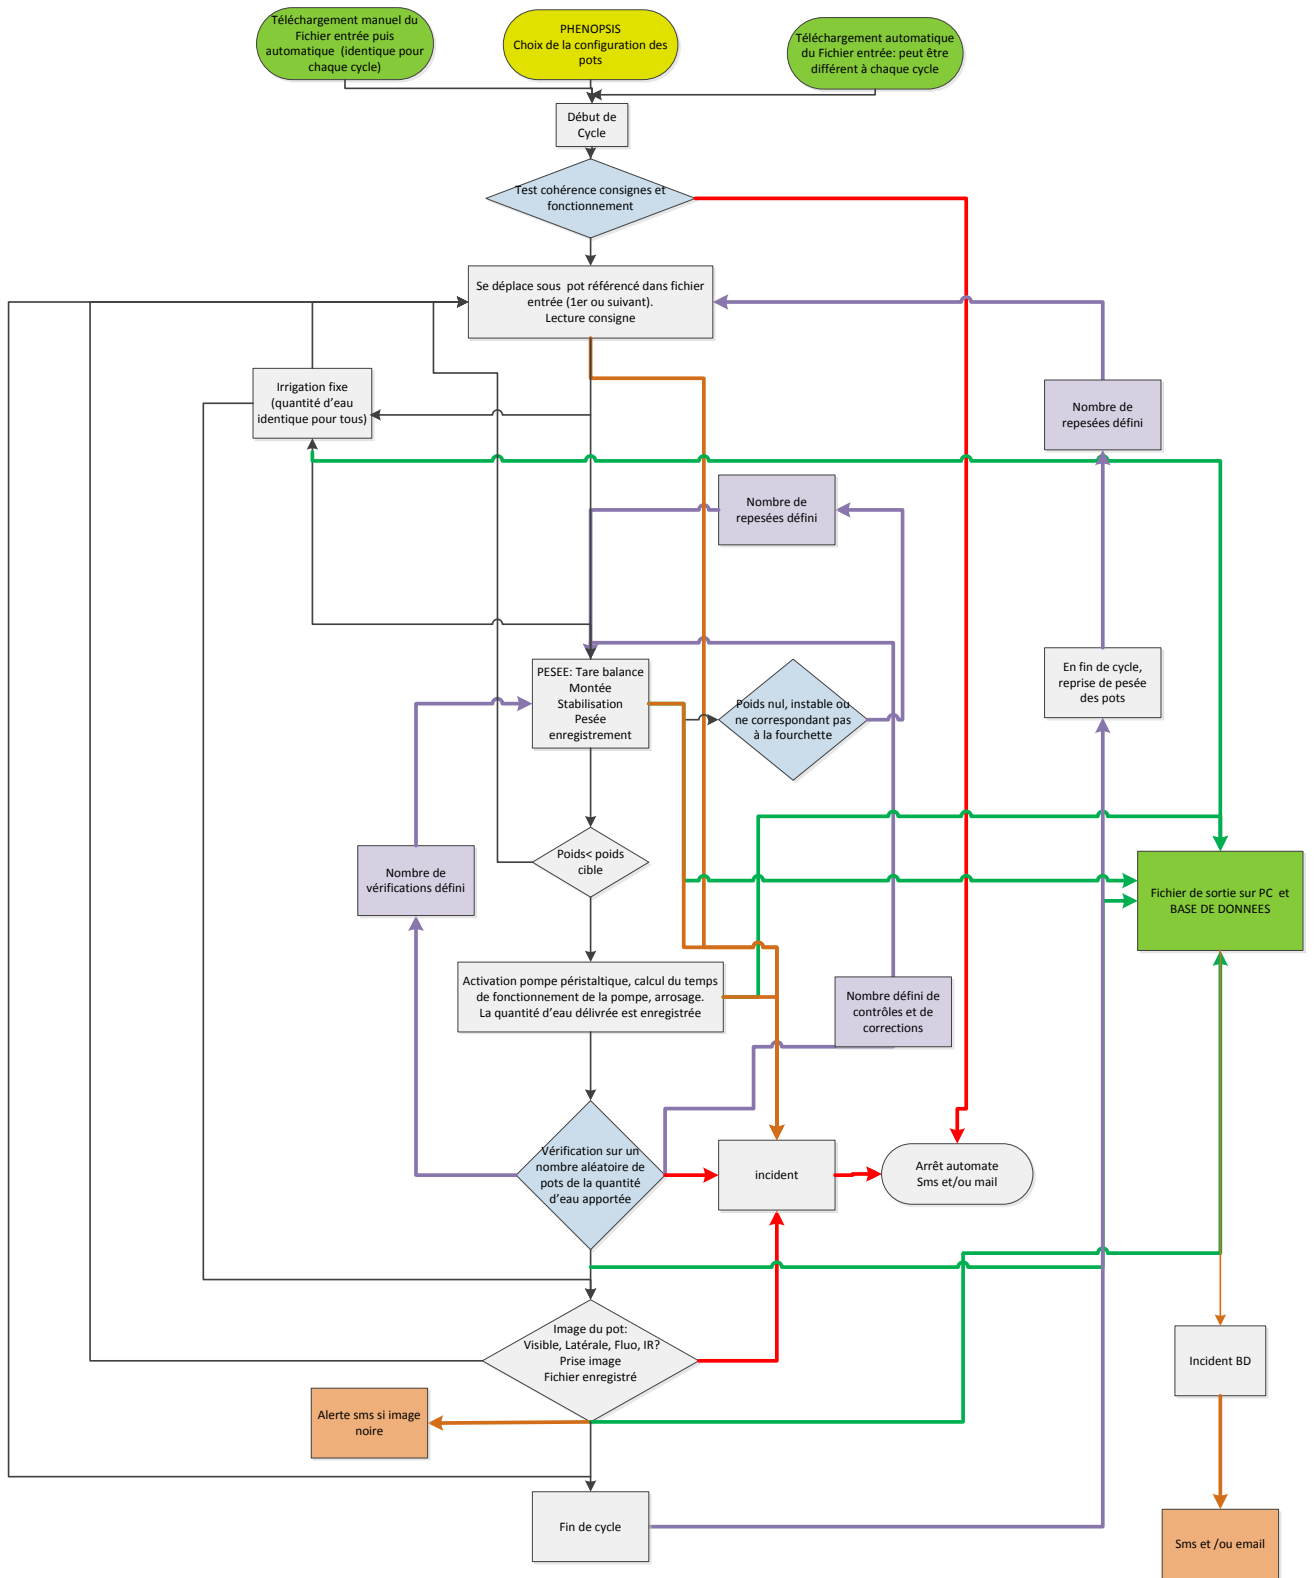 Téléchargement manuel du
Fichier entrée puis
automatique (identique pour
chaque cycle)
PHENOPSIS
Choix de la configuration des
pots
Téléchargement automatique
du Fichier entrée: peut être
différent à chaque cycle
Début de
Cycle
Test cohérence consignes et
fonctionnement
Se déplace sous pot référencé dans fichier
entrée (1er ou suivant).
Lecture consigne
Irrigation fixe
(quantité d'eau
identique pour tous)
Nombre de
repesées défini
Nombre de
repesées défini
PESEE: Tare balance
Montée
Stabilisation
Pesée
enregistrement
Poids nul, instable ou
ne correspondant pas
à la fourchette
En fin de cycle,
reprise de pesée
des pots
Poids< poids
cible
Nombre de
vérifications défini
Fichier de sortie sur PC et
BASE DE DONNEES
Activation pompe péristaltique, calcul du temps
de fonctionnement de la pompe, arrosage.
La quantité d'eau délivrée est enregistrée
Nombre défini de
contrôles et de
corrections
Vérification sur un
nombre aléatoire de
pots de la quantité
d'eau apportée
incident
Arrêt automate
Sms et/ou mail
Image du pot:
Visible, Latérale, Fluo, IR?
Prise image
Fichier enregistré
Incident BD
Alerte sms si image
noire
Fin de cycle
Sms et /ou email